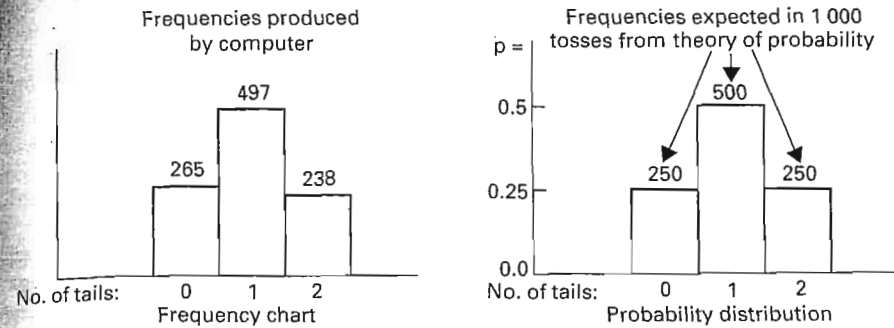 Frequencies produced
by computer
497
265
238
No. of tails: 0 1 2
Frequency chart
Frequencies expected in 1 000
p = tosses from theory of probability
500
0.5
250 250
0.25
0.0
No. of tails: 0 1 2
Probability distribution